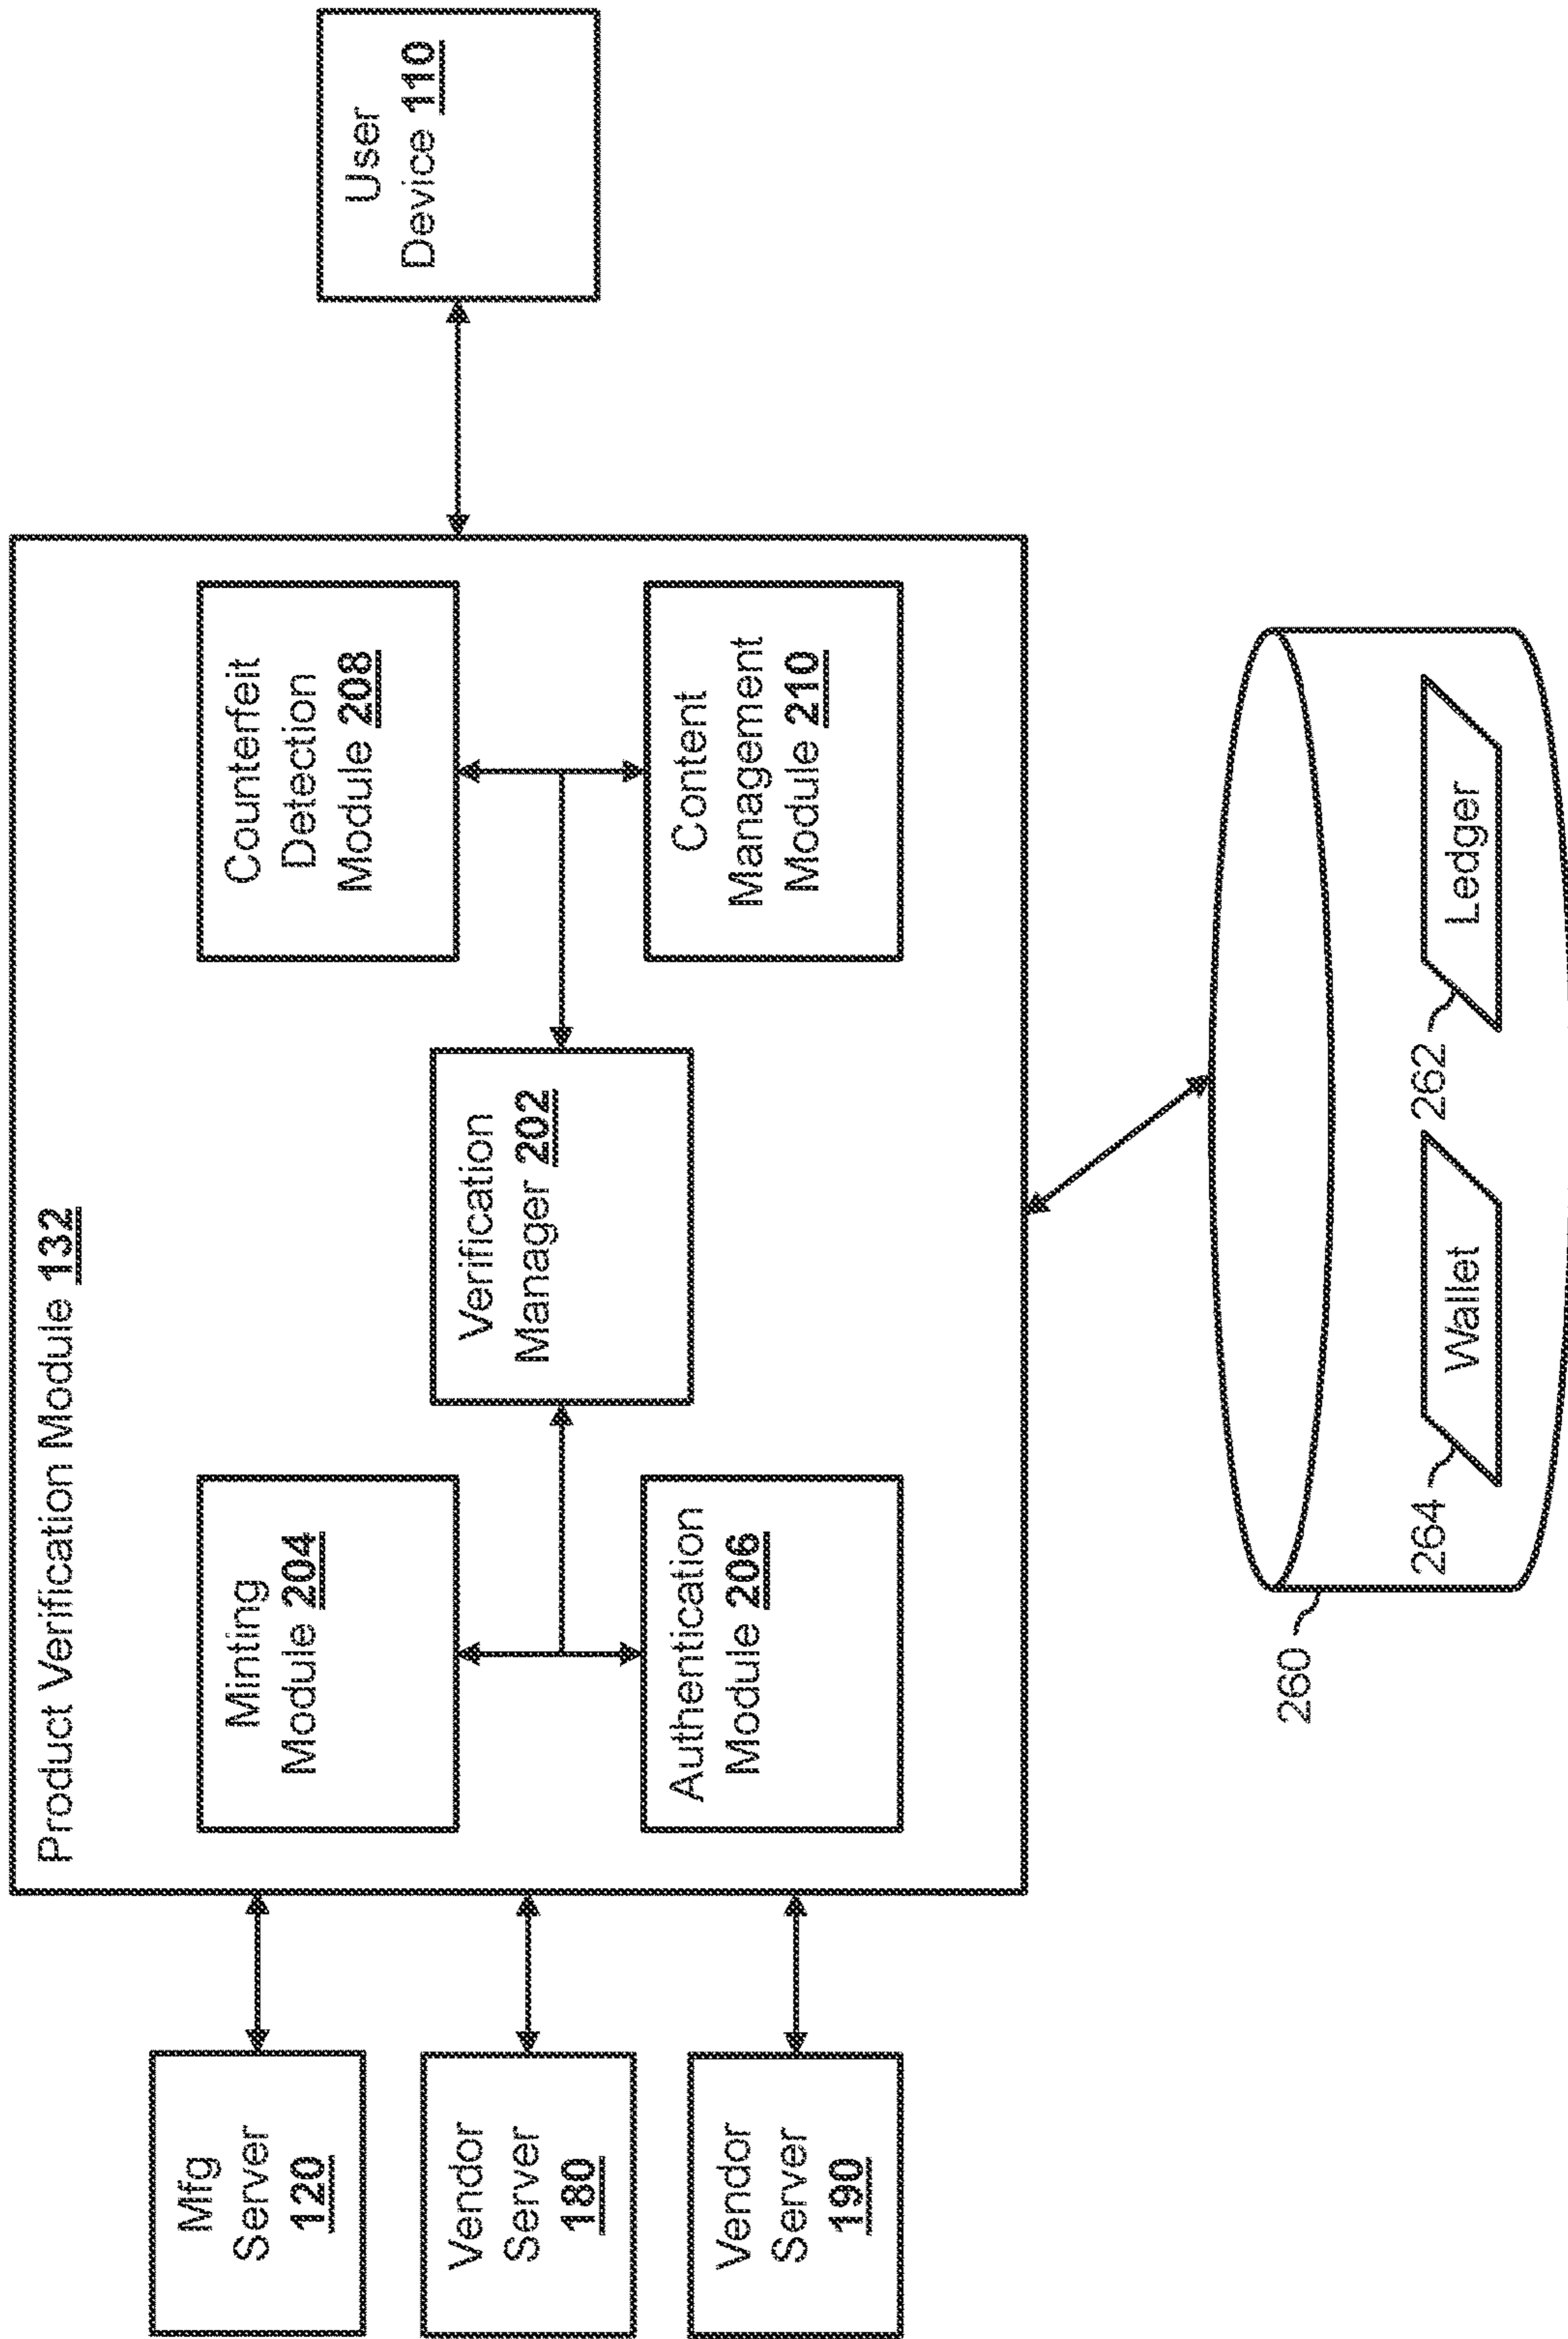 Product Verification Module 132
Mfg
Server
120
Vendor
Server
180
Vendor
Server
190
Minting
Module 204
Authentication
Module 206
Verification
Manager 202
Counterfeit
Detection
Module 208
Content
Management
Module 210
User
Device 110
260
264
Wallet
262
Ledger